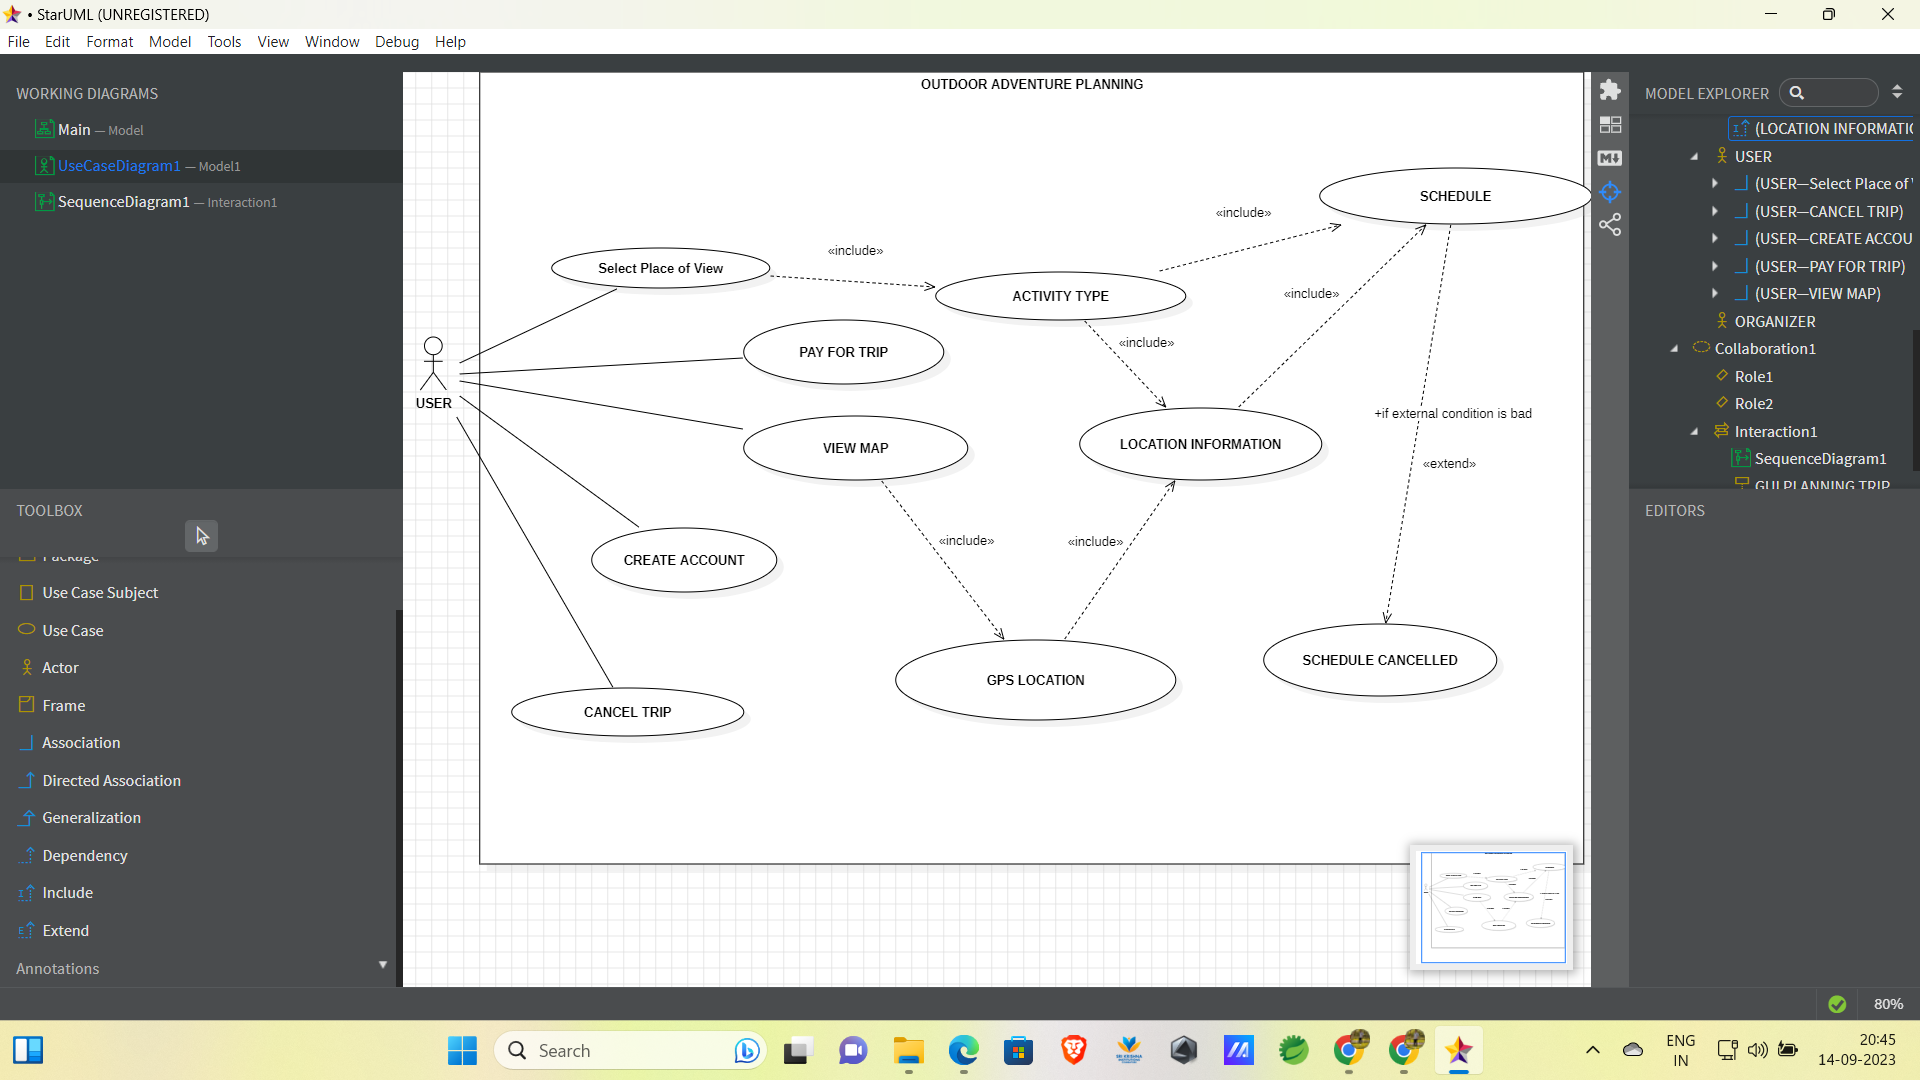 • StarUML (UNREGISTERED)
File Edit Format Model Tools View Window Debug Help
WORKING DIAGRAMS
Main — Model
UseCaseDiagram1 — Model1
SequenceDiagram1 — Interaction1
TOOLBOX
Package
Use Case Subject
Use Case
Actor
Frame
Association
Directed Association
Generalization
Dependency
Include
Extend
Annotations
OUTDOOR ADVENTURE PLANNING
SCHEDULE
«include»
«include»
Select Place of View
ACTIVITY TYPE
«include»
«include»
PAY FOR TRIP
USER
+if external condition is bad
VIEW MAP
LOCATION INFORMATION
«extend»
«include»
«include»
CREATE ACCOUNT
SCHEDULE CANCELLED
GPS LOCATION
CANCEL TRIP
MODEL EXPLORER
(LOCATION INFORMATIO
USER
(USER—Select Place of
(USER—CANCEL TRIP)
(USER—CREATE ACCOU
(USER—PAY FOR TRIP)
(USER—VIEW MAP)
ORGANIZER
Collaboration1
Role1
Role2
Interaction1
SequenceDiagram1
GUI PLANNING TRIP
EDITORS
80%
Search
ENG
IN
20:45
14-09-2023